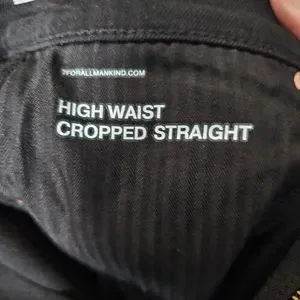 7FORALLMANKIND.COM
HIGH WAIST
CROPPED STRAIGHT